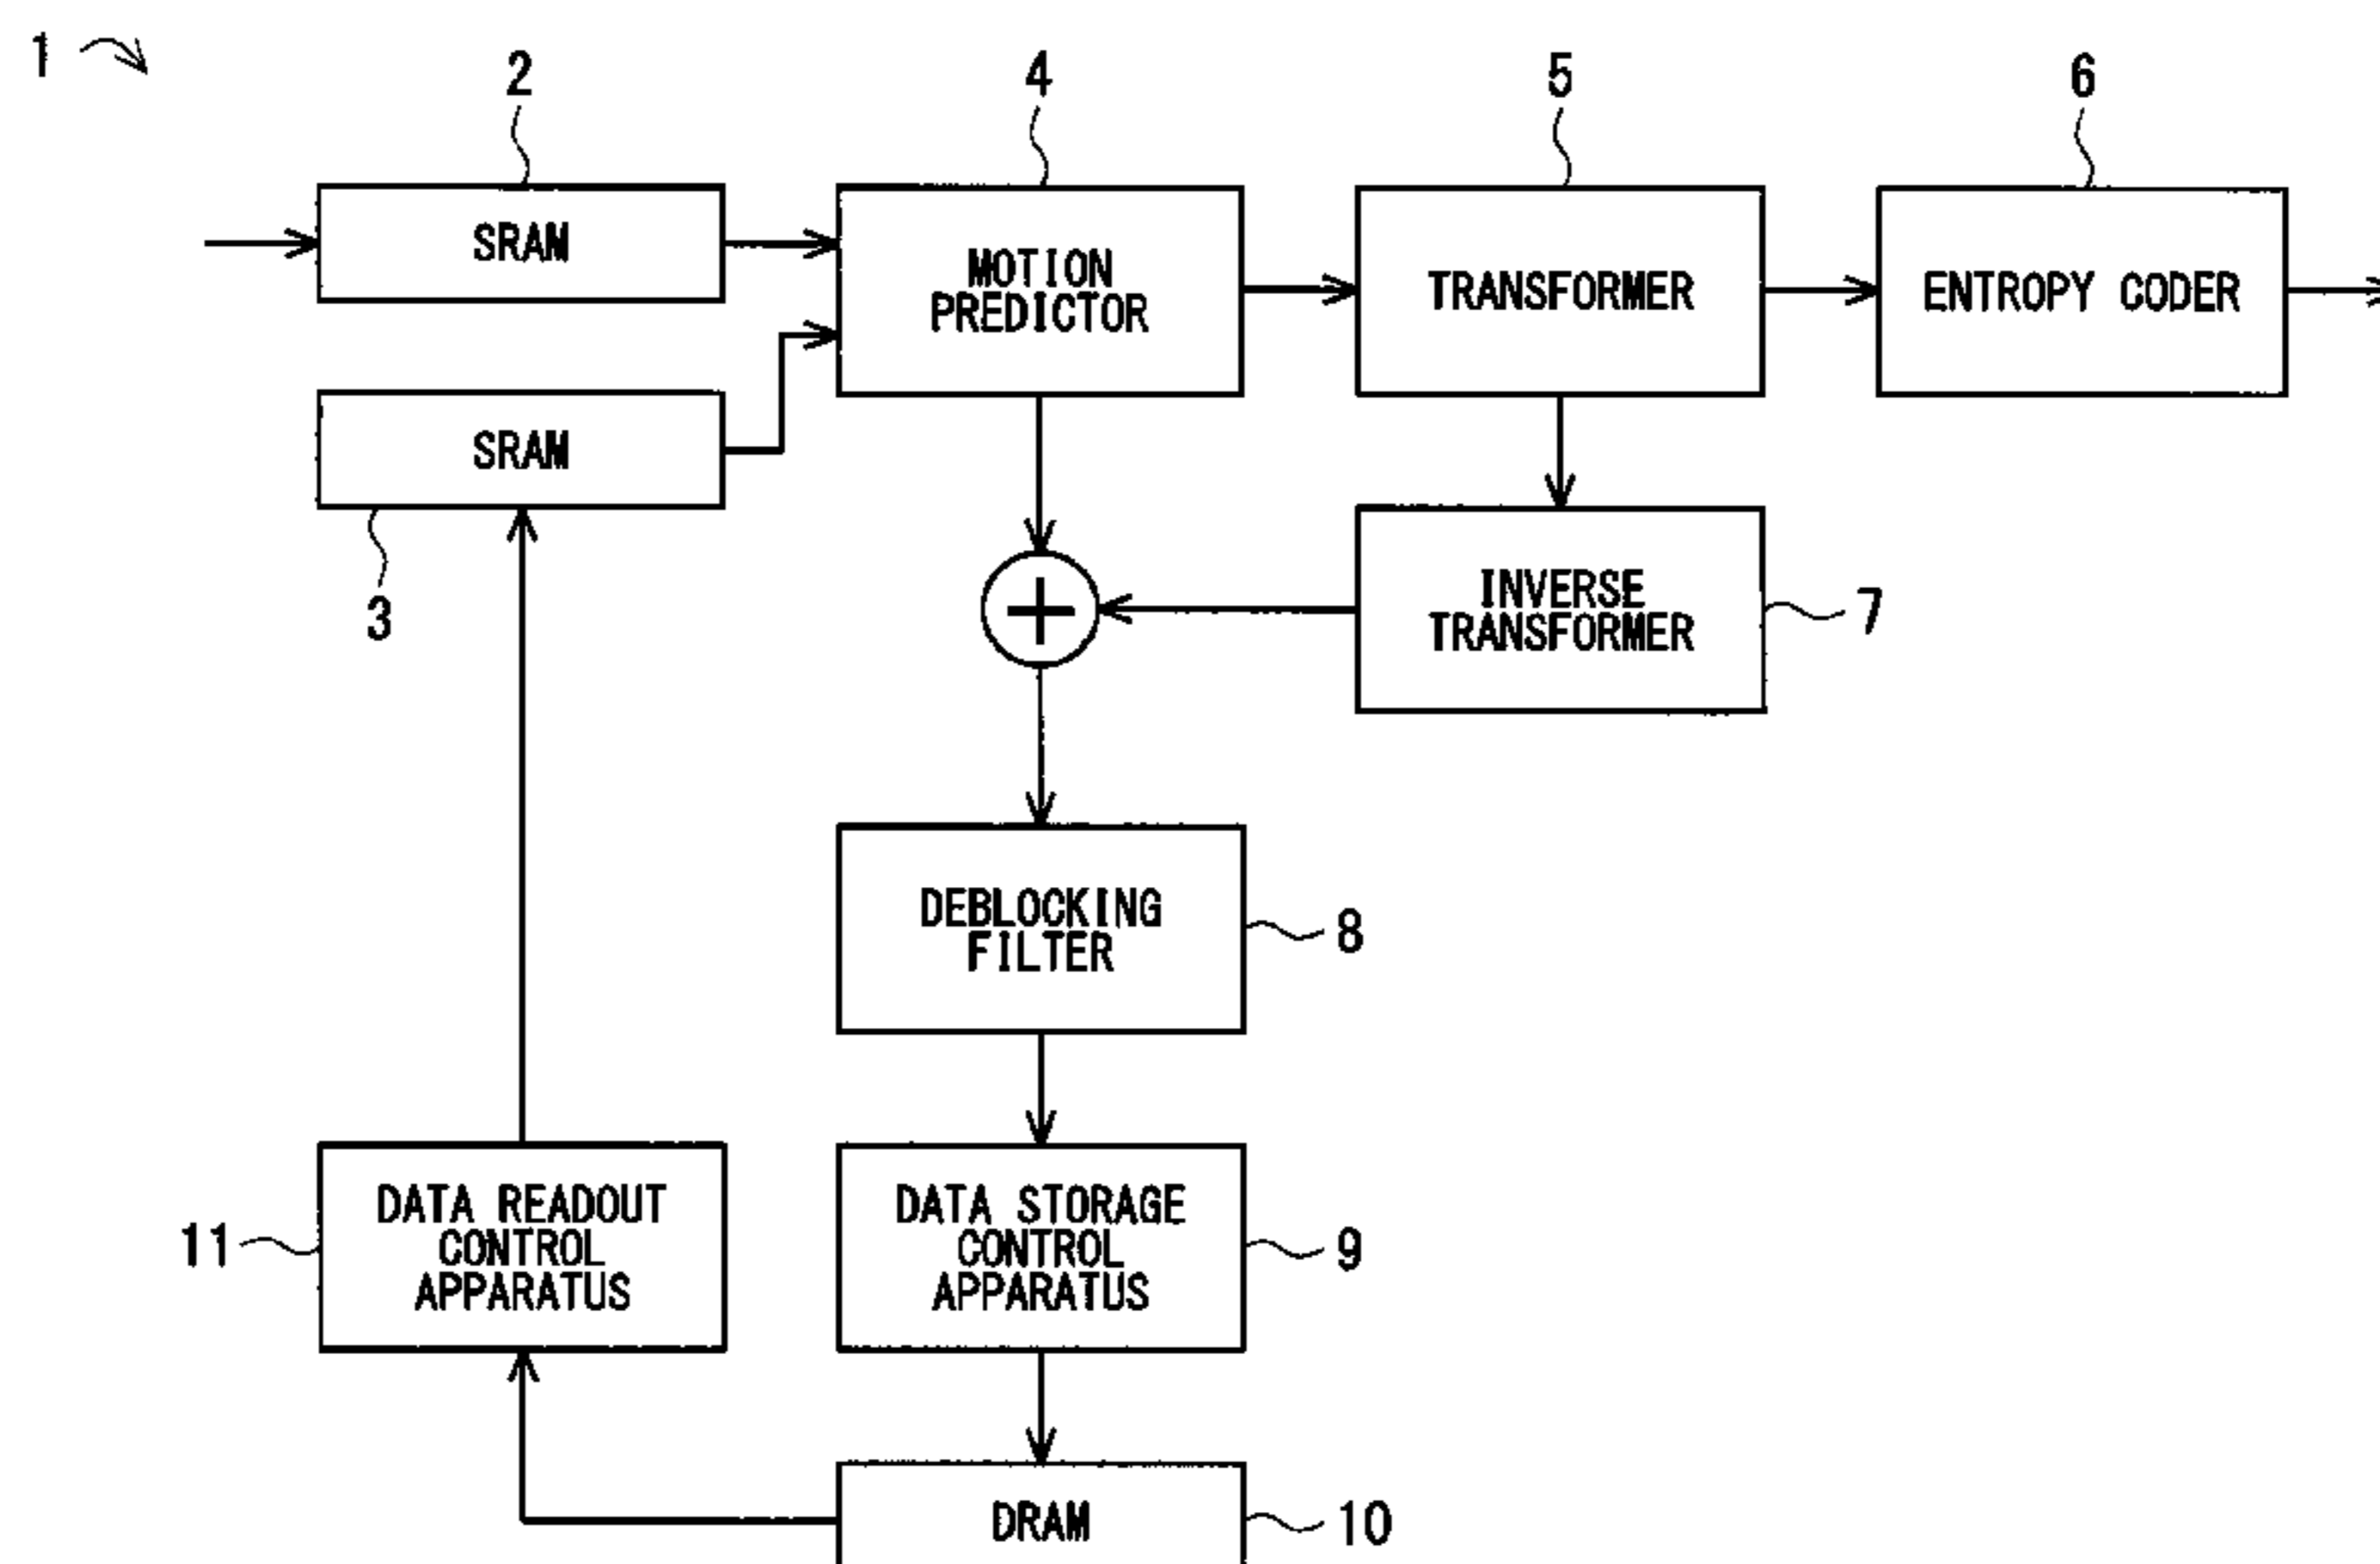 1
2
4
5
6
SRAM
MOTION
PREDICTOR
TRANSFORMER
ENTROPY CODER
SRAM
3
INVERSE
TRANSFORMER
7
DEBLOCKING
FILTER
8
DATA READOUT
CONTROL
APPARATUS
11
DATA STORAGE
CONTROL
APPARATUS
9
DRAM
10